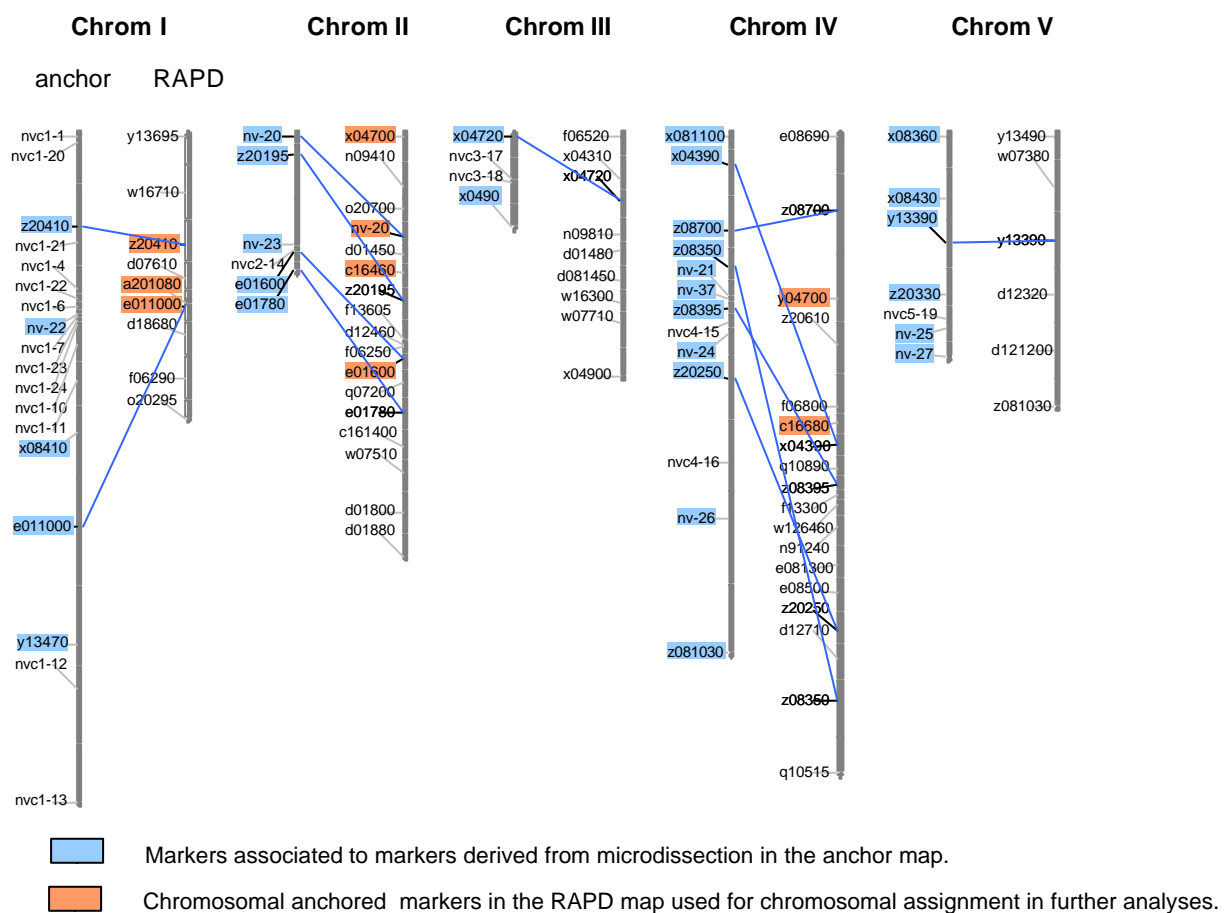 Chrom I
Chrom II
Chrom III
Chrom IV
Chrom V
anchor
RAPD
nvc1-1
nvc1-20
z20410
nvc1-21
nvc1-4
nvc1-22
nvc1-6
nv-22
nvc1-7
nvc1-23
nvc1-24
nvc1-10
nvc1-11
x08410
e011000
y13470
nvc1-12
nvc1-13
y13695
w16710
z20410
d07610
a201080
e011000
d18680
f06290
o20295
nv-20
z20195
nv-23
nvc2-14
e01600
e01780
x04700
n09410
o20700
nv-20
d01450
c16460
z20195
f13605
d12460
f06250
e01600
q07200
e01780
c161400
w07510
d01800
d01880
x04720
nvc3-17
nvc3-18
x0490
f06520
x04310
x04720
n09810
d01480
d081450
w16300
w07710
x04900
x081100
x04390
z08700
z08350
nv-21
nv-37
z08395
nvc4-15
nv-24
z20250
nvc4-16
nv-26
z081030
e08690
z08700
y04700
z20610
f06800
c16680
x04390
q10890
z08395
f13300
w126460
n91240
e081300
e08500
z20250
d12710
z08350
q10515
x08360
x08430
y13390
z20330
nvc5-19
nv-25
nv-27
y13490
w07380
y13390
d12320
d121200
z081030
Markers associated to markers derived from microdissection in the anchor map.
Chromosomal anchored markers in the RAPD map used for chromosomal assignment in further analyses.